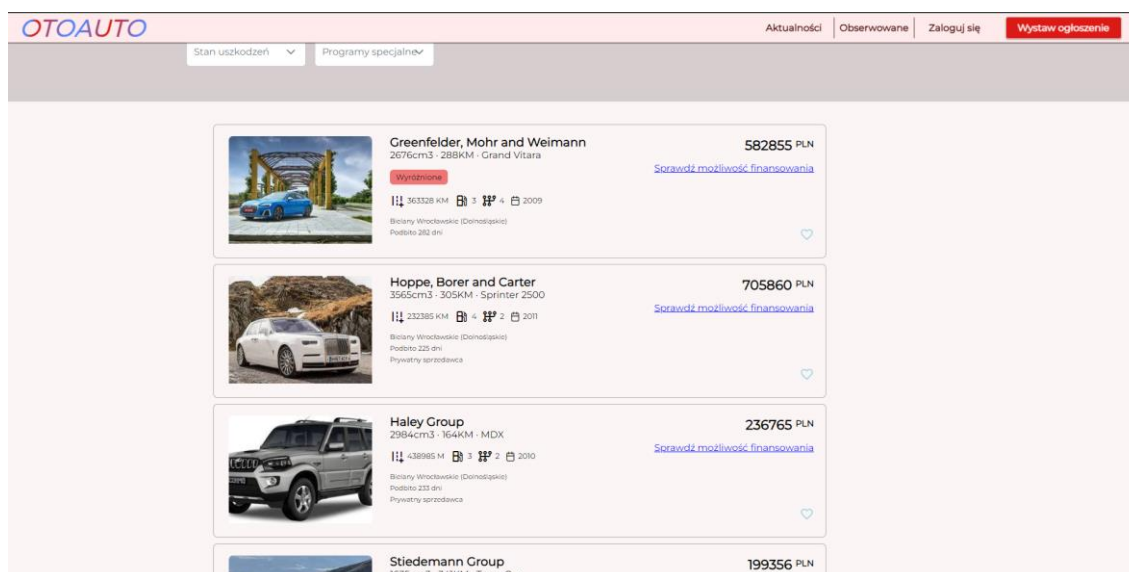 OTOAUTO
Aktualności Obserwowane Zaloguj się Wystaw ogłoszenie
Stan uszkodzeń Programy specjalne
Greenfelder, Mohr and Weimann
2676cm3 · 288KM · Grand Vitara
582855 PLN
Sprawdź możliwość finansowania
Wyróżnione
363328 KM 3 4 2009
Bielany Wrocławskie (Dolnośląskie)
Podbito 282 dni
Hoppe, Borer and Carter
3565cm3 · 305KM · Sprinter 2500
705860 PLN
Sprawdź możliwość finansowania
232385 KM 4 2 2011
Bielany Wrocławskie (Dolnośląskie)
Podbito 225 dni
Prywatny sprzedawca
Haley Group
2984cm3 · 164KM · MDX
236765 PLN
Sprawdź możliwość finansowania
438985 M 3 2 2010
Bielany Wrocławskie (Dolnośląskie)
Podbito 233 dni
Prywatny sprzedawca
Stiedemann Group
199356 PLN